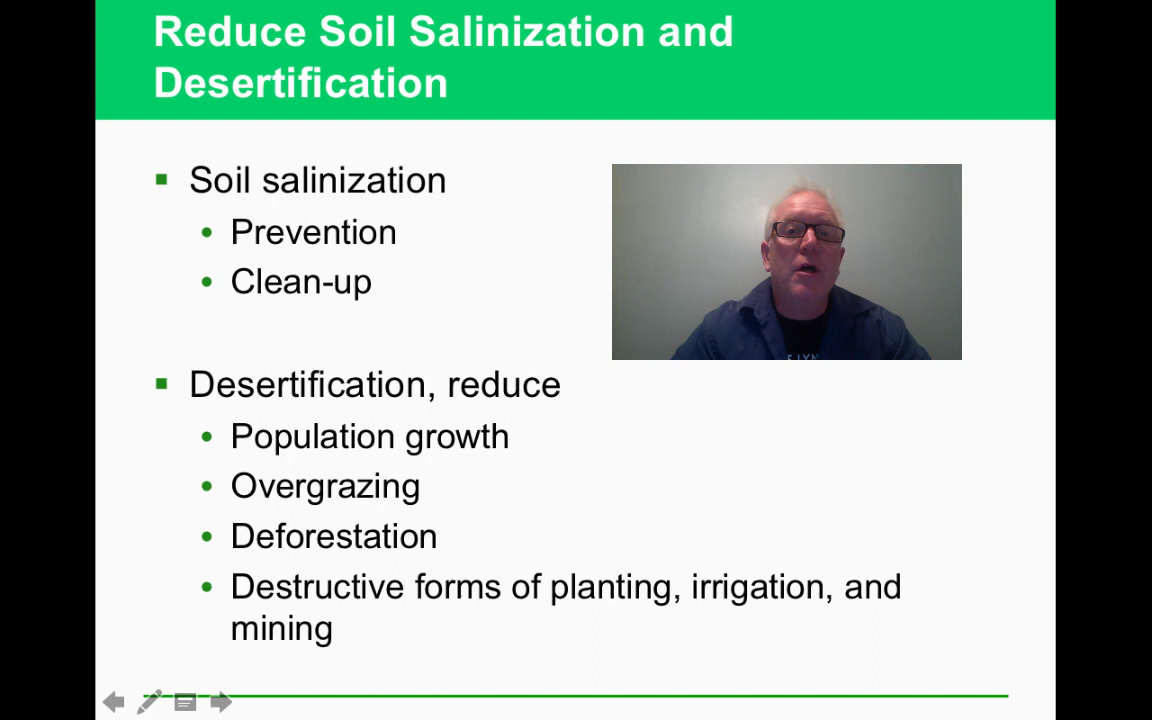 Reduce Soil Salinization and
Desertification
Soil salinization
Prevention
Clean-up
Desertification, reduce
Population growth
Overgrazing
Deforestation
Destructive forms of planting, irrigation, and
mining